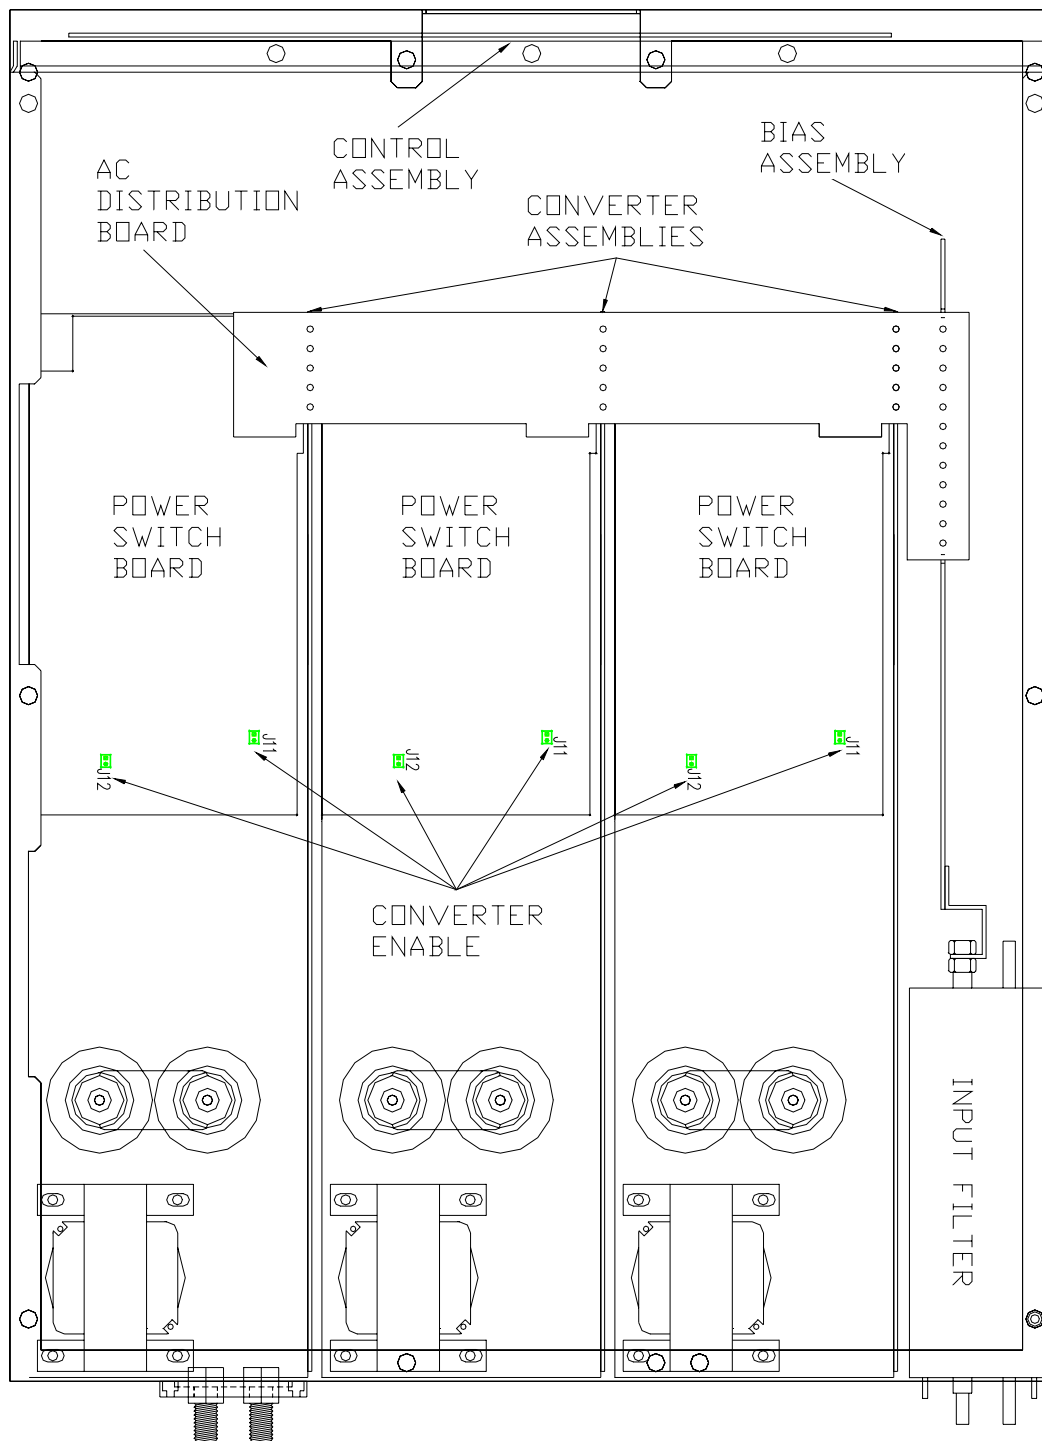 CONTROL
ASSEMBLY
BIAS
ASSEMBLY
AC
DISTRIBUTION
BOARD
CONVERTER
ASSEMBLIES
POWER
SWITCH
BOARD
POWER
SWITCH
BOARD
POWER
SWITCH
BOARD
J11
J12
J11
J12
J11
J12
CONVERTER
ENABLE
INPUT FILTER